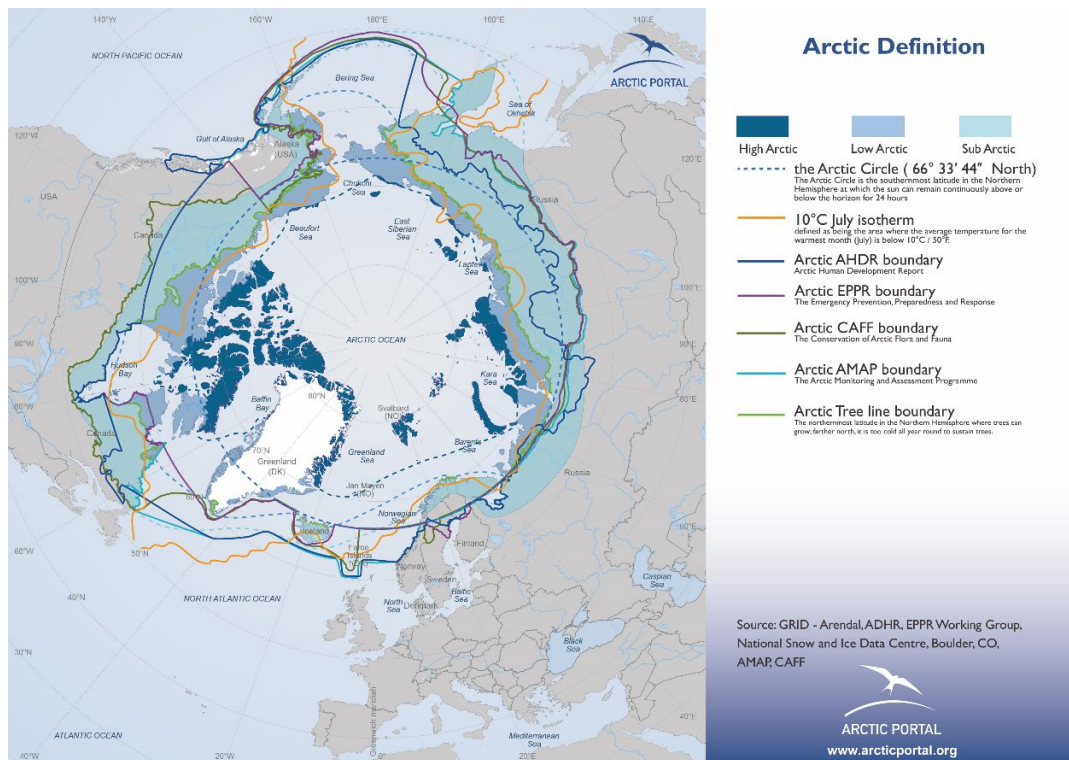 Arctic Definition
High Arctic
Low Arctic
Sub Arctic
the Arctic Circle ( 66° 33' 44" North)
The Arctic Circle is the southernmost latitude in the Northern
Hemisphere at which the sun can remain continuously above or
below the horizon for 24 hours
10°C July isotherm
defined as being the area where the average temperature for the
warmest month (July) is below 10°C / 50°F.
Arctic AHDR boundary
Arctic Human Development Report
Arctic EPPR boundary
The Emergency Prevention, Preparedness and Response
Arctic CAFF boundary
The Conservation of Arctic Flora and Fauna
Arctic AMAP boundary
The Arctic Monitoring and Assessment Programme
Arctic Tree line boundary
The northernmost latitude in the Northern Hemisphere where trees can
grow; farther north, it is too cold all year round to sustain trees.
Source: GRID - Arendal, ADHR, EPPR Working Group,
National Snow and Ice Data Centre, Boulder, CO,
AMAP, CAFF
ARCTIC PORTAL
www.arcticportal.org
140°W
160°W
180°E
160°E
140°E
NORTH PACIFIC OCEAN
Bering Sea
ARCTIC PORTAL
Sea of
Okhotsk
120°W
Gulf of Alaska
Alaska
(USA)
120°E
Chukchi
Sea
USA
Russia
Canada
Beaufort
Sea
East
Siberian
Sea
Laptev
Sea
100°W
100°E
90°W
ARCTIC OCEAN
90°E
Hudson
Bay
Kara
Sea
80°W
Baffin
Bay
80°N
Svalbard
(NO)
80°E
Canada
70°N
Greenland
(DK)
Greenland
Sea
Barents
Sea
Russia
Jan Mayen
(NO)
60°N
Norwegian
Sea
Iceland
60°E
60°W
50°N
Faroe
Islands
Finland
Norway
Sweden
Caspian
Sea
40°N
NORTH ATLANTIC OCEAN
North
Sea
Denmark
Baltic
Sea
Black
Sea
30°N
Greenwich meridian
40°E
ATLANTIC OCEAN
Mediterranean
Sea
40°W
20°W
0°
20°E